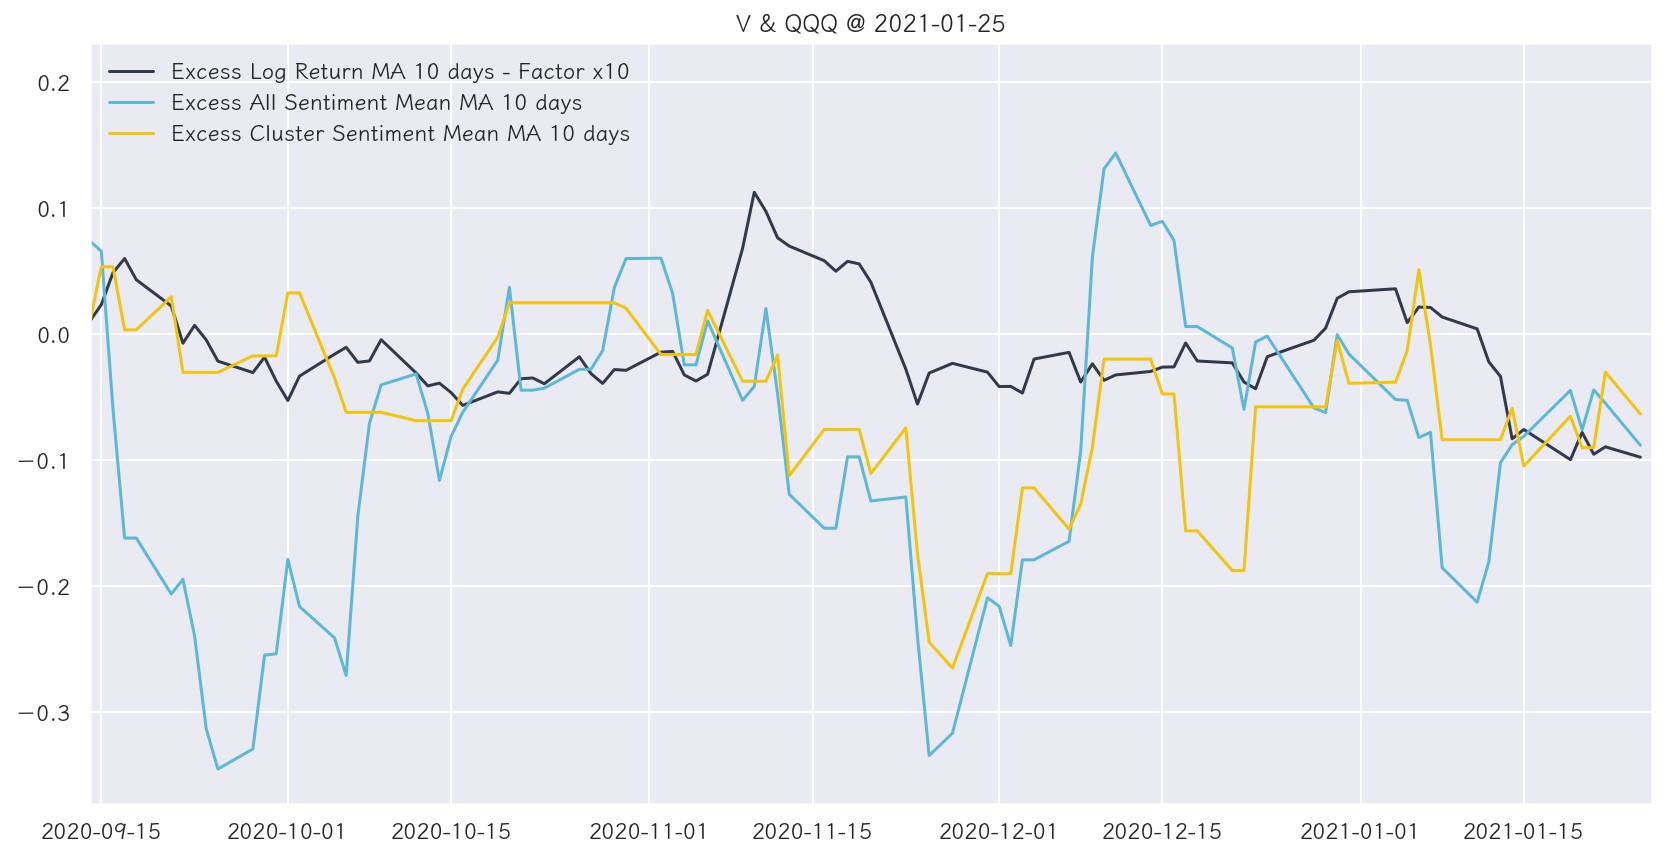 V & QQQ @ 2021-01-25
Excess Log Return MA 10 days - Factor x10
Excess All Sentiment Mean MA 10 days
Excess Cluster Sentiment Mean MA 10 days
0.2
0.1
0.0
−0.1
−0.2
−0.3
2020-09-15 2020-10-01 2020-10-15 2020-11-01 2020-11-15 2020-12-01 2020-12-15 2021-01-01 2021-01-15